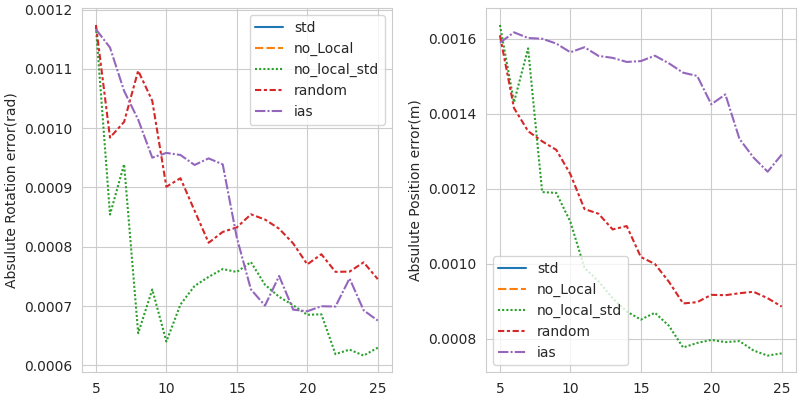 Absulute Rotation error(rad)
0.0012
0.0011
0.0010
0.0009
0.0008
0.0007
0.0006
5
10
15
20
25
std
no_Local
no_local_std
random
ias
Absulute Position error(m)
0.0016
0.0014
0.0012
0.0010
0.0008
5
10
15
20
25
std
no_Local
no_local_std
random
ias